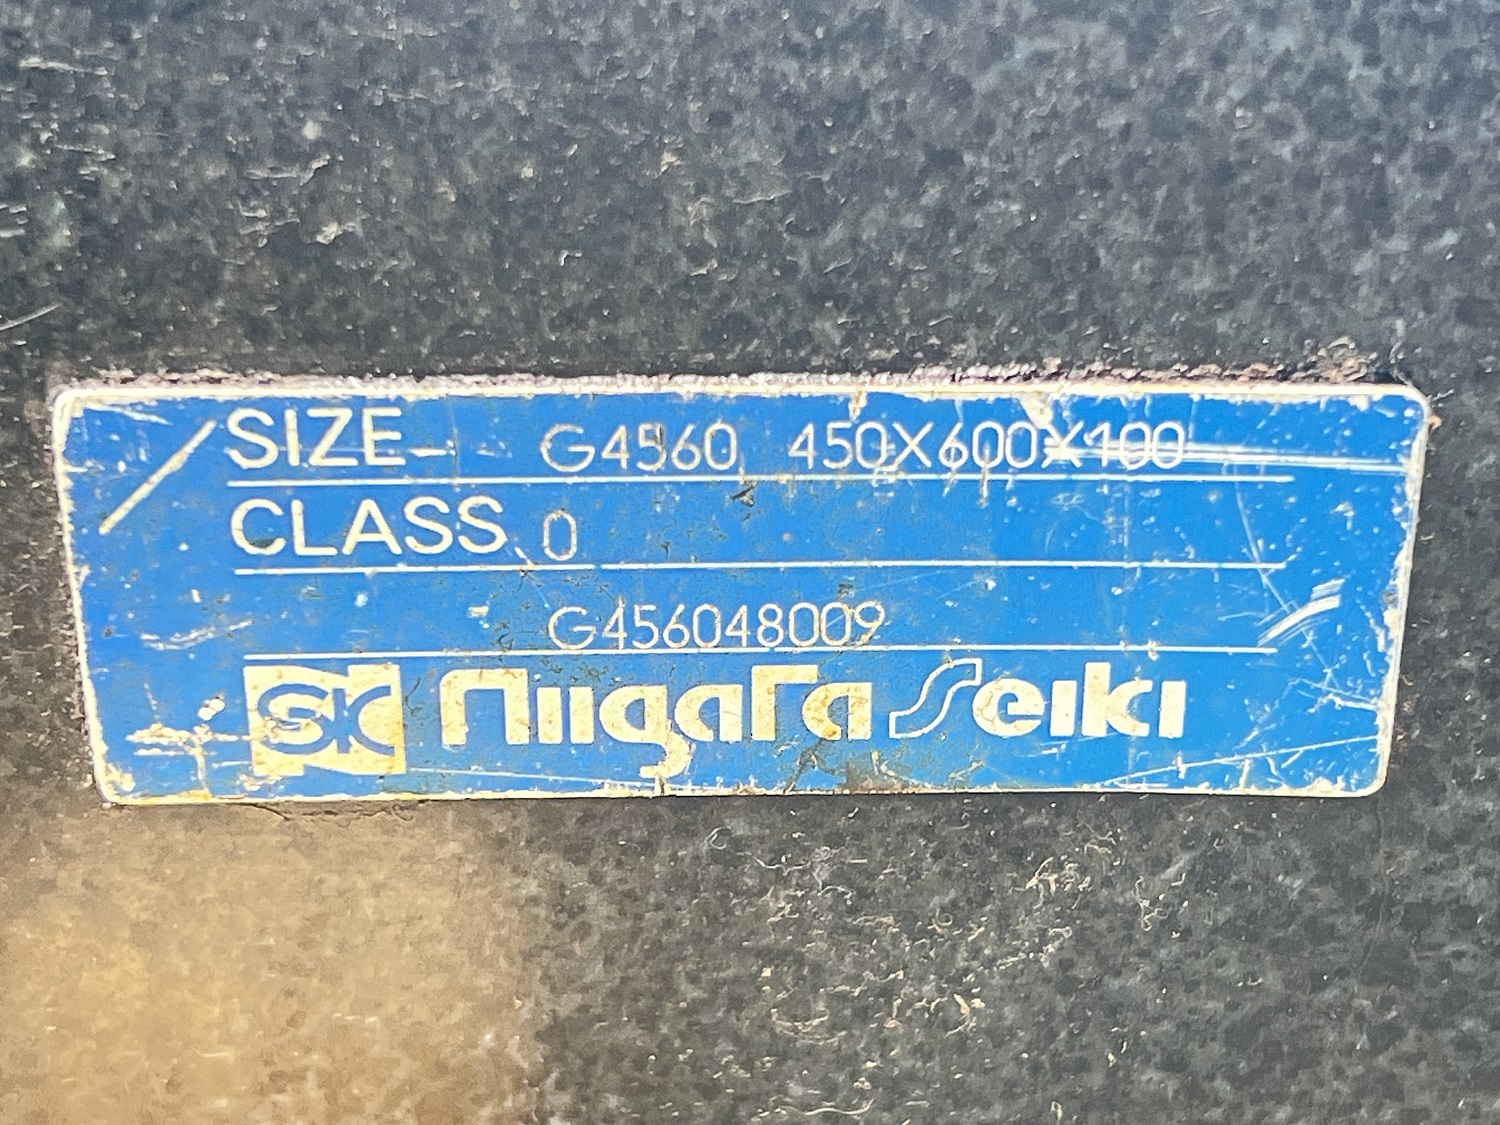 SIZE G4560 450X600X100
CLASS 0
G456048009
SK Niigata Seiki